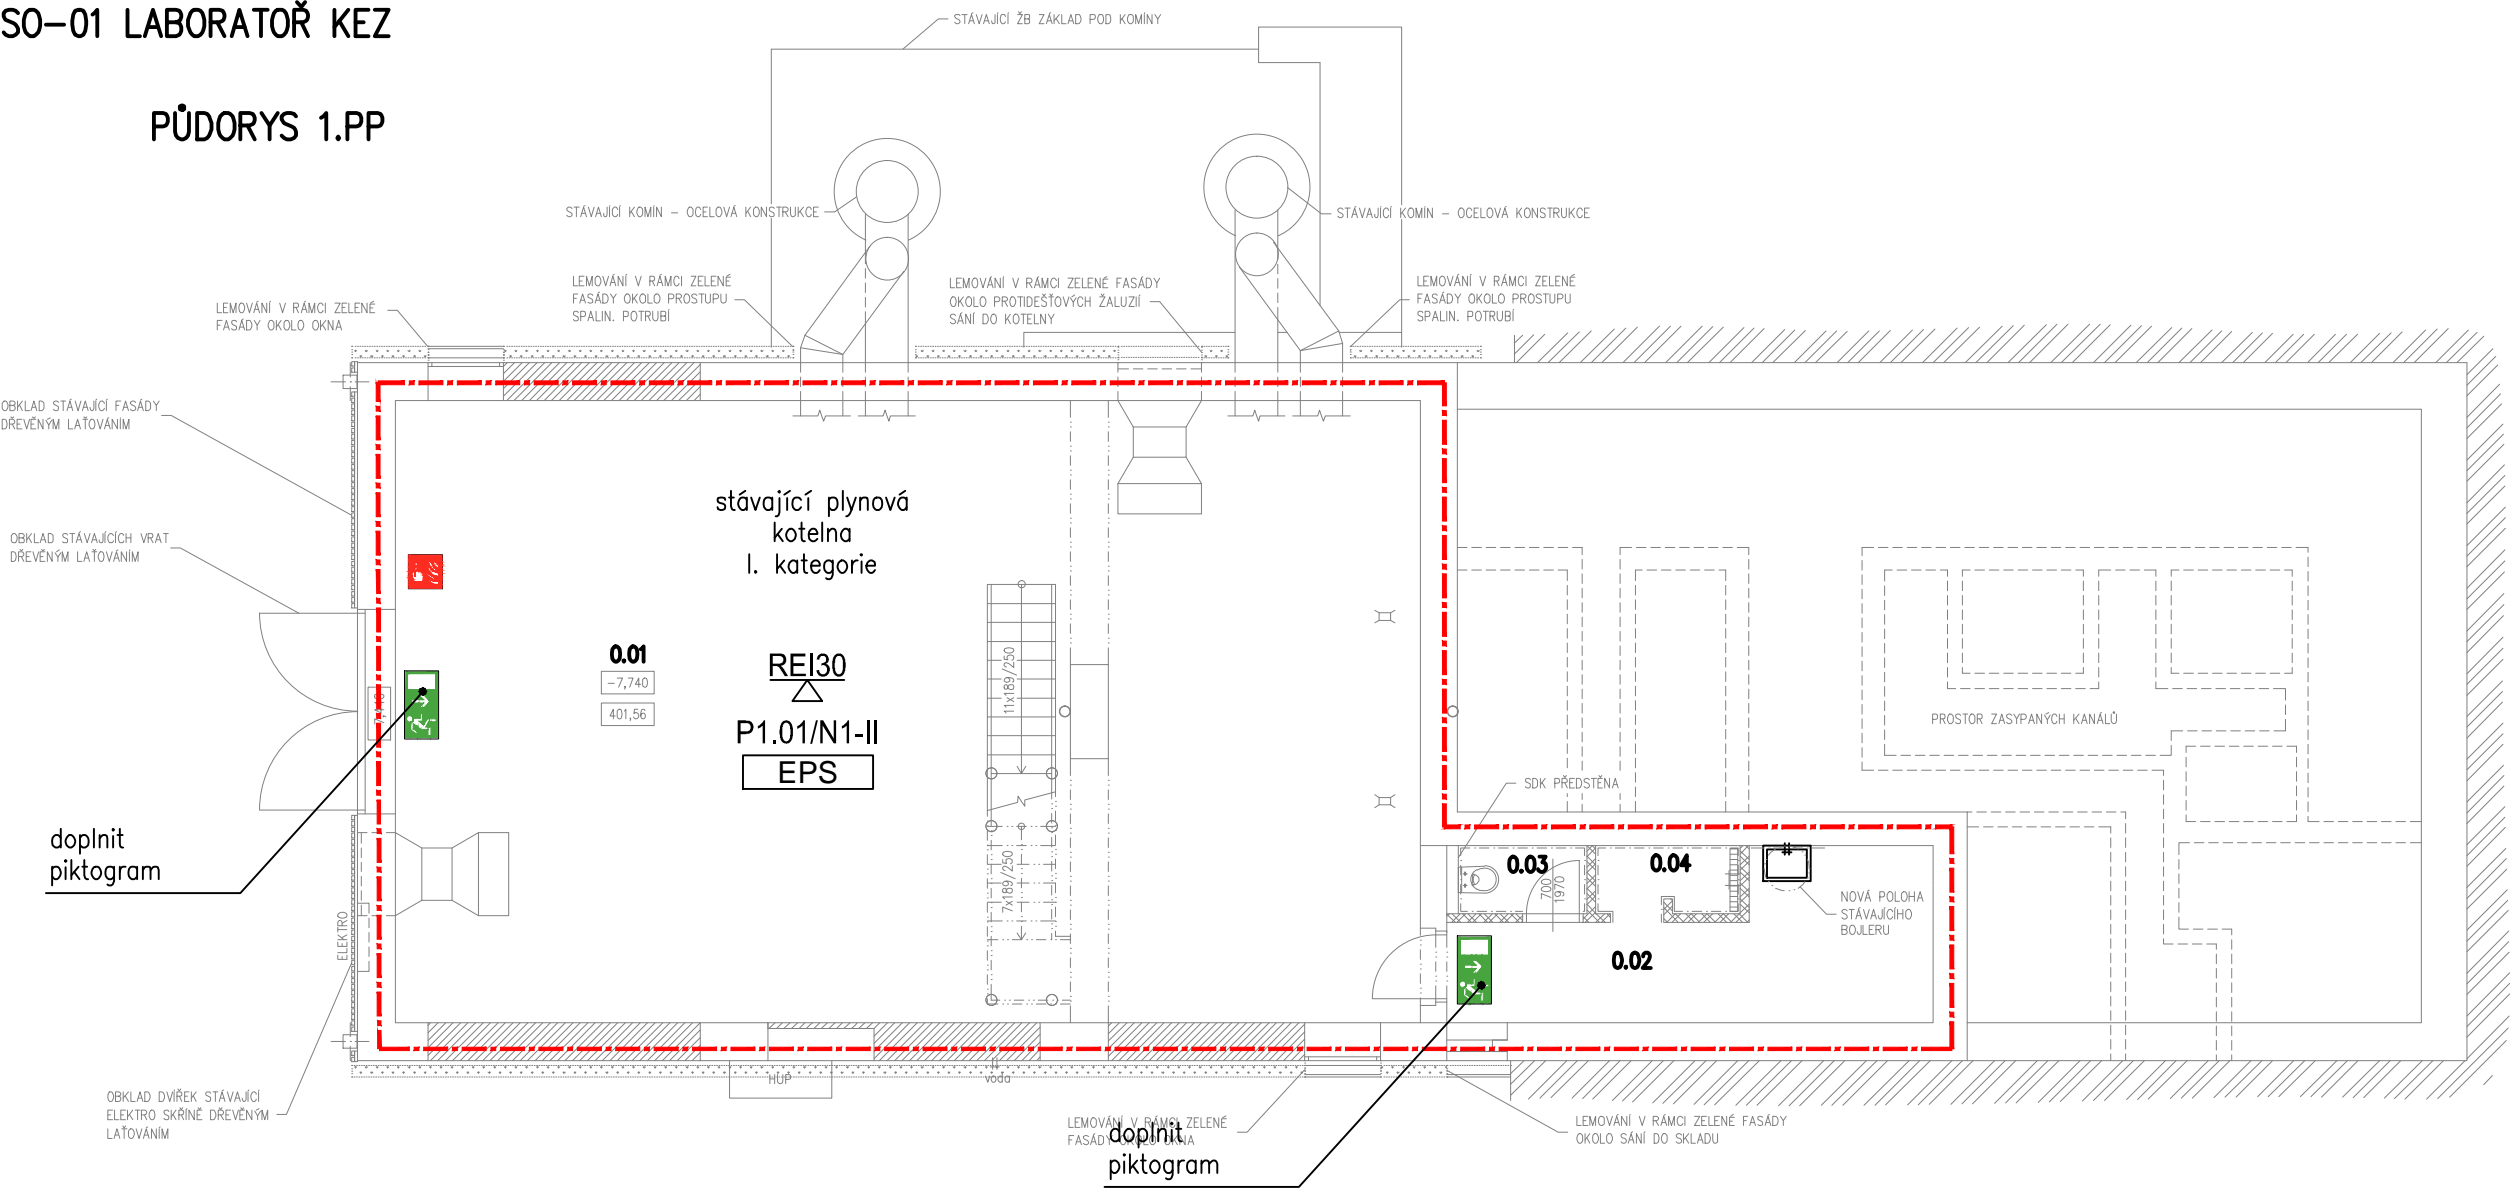 SO-01 LABORATOŘ KEZ
PŮDORYS 1.PP
STÁVAJÍCÍ ŽB ZÁKLAD POD KOMÍNY
STÁVAJÍCÍ KOMÍN – OCELOVÁ KONSTRUKCE
STÁVAJÍCÍ KOMÍN – OCELOVÁ KONSTRUKCE
LEMOVÁNÍ V RÁMCI ZELENÉ
FASÁDY OKOLO OKNA
LEMOVÁNÍ V RÁMCI ZELENÉ
FASÁDY OKOLO PROSTUPU
SPALIN. POTRUBÍ
LEMOVÁNÍ V RÁMCI ZELENÉ FASÁDY
OKOLO PROTIDEŠŤOVÝCH ŽALUZIÍ
SÁNÍ DO KOTELNY
LEMOVÁNÍ V RÁMCI ZELENÉ
FASÁDY OKOLO PROSTUPU
SPALIN. POTRUBÍ
OBKLAD STÁVAJÍCÍ FASÁDY
DŘEVĚNÝM LAŤOVÁNÍM
OBKLAD STÁVAJÍCÍCH VRAT
DŘEVĚNÝM LAŤOVÁNÍM
stávající plynová
kotelna
I. kategorie
0.01
-7,740
401,56
REI30
P1.01/N1-II
EPS
11x189/250
7x189/250
PROSTOR ZASYPANÝCH KANÁLŮ
SDK PŘEDSTĚNA
doplnit
piktogram
0.03
0.04
700
1970
NOVÁ POLOHA
STÁVAJÍCÍHO
BOJLERU
0.02
ELEKTRO
HUP
voda
OBKLAD DVÍŘEK STÁVAJÍCÍ
ELEKTRO SKŘÍNĚ DŘEVĚNÝM
LAŤOVÁNÍM
LEMOVÁNÍ V RÁMCI ZELENÉ
FASÁDY OKOLO OKNA
doplnit
piktogram
LEMOVÁNÍ V RÁMCI ZELENÉ FASÁDY
OKOLO SÁNÍ DO SKLADU